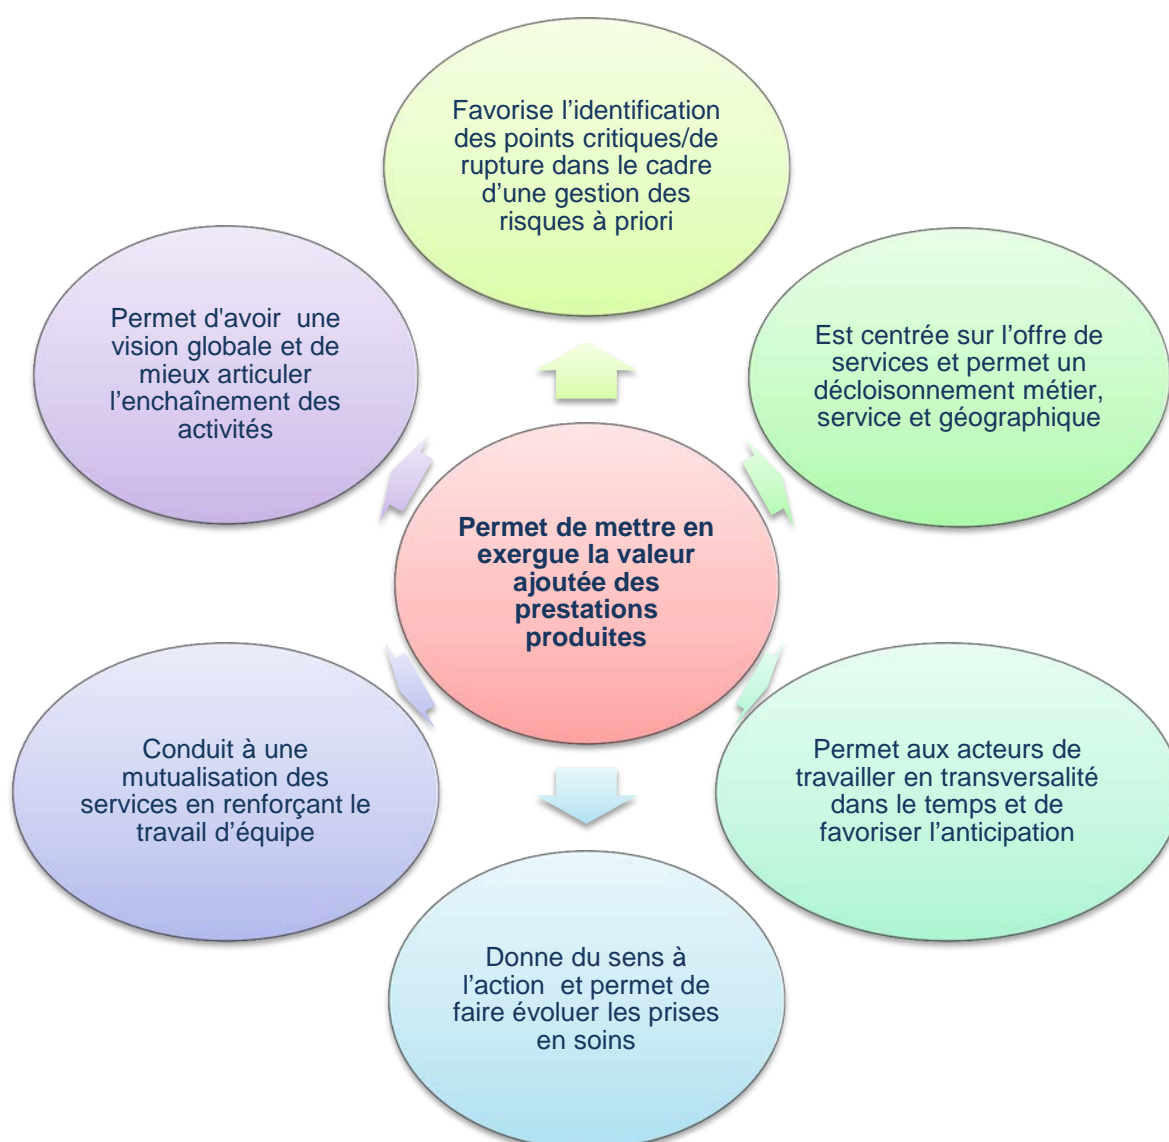 Favorise l’identification
des points critiques/de
rupture dans le cadre
d’une gestion des
risques à priori
Permet d'avoir  une
vision globale et de
mieux articuler
l’enchaînement des
activités
Est centrée sur l’offre de
services et permet un
décloisonnement métier,
service et géographique
Permet de mettre en
exergue la valeur
ajoutée des
prestations
produites
Conduit à une
mutualisation des
services en renforçant le
travail d’équipe
Permet aux acteurs de
travailler en transversalité
dans le temps et de
favoriser l’anticipation
Donne du sens à
l’action  et permet de
faire évoluer les prises
en soins